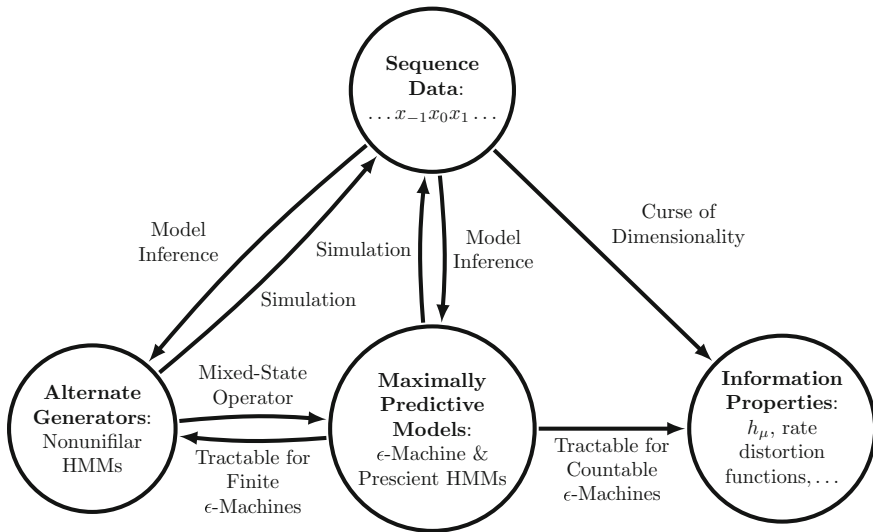 Sequence
Data:
...x₋₁x₀x₁...
Model
Inference
Simulation
Simulation
Model
Inference
Curse of
Dimensionality
Alternate
Generators:
Nonunifilar
HMMs
Mixed-State
Operator
Tractable for
Finite
ϵ-Machines
Maximally
Predictive
Models:
ϵ-Machine &
Prescient HMMs
Tractable for
Countable
ϵ-Machines
Information
Properties:
hμ, rate
distortion
functions,...